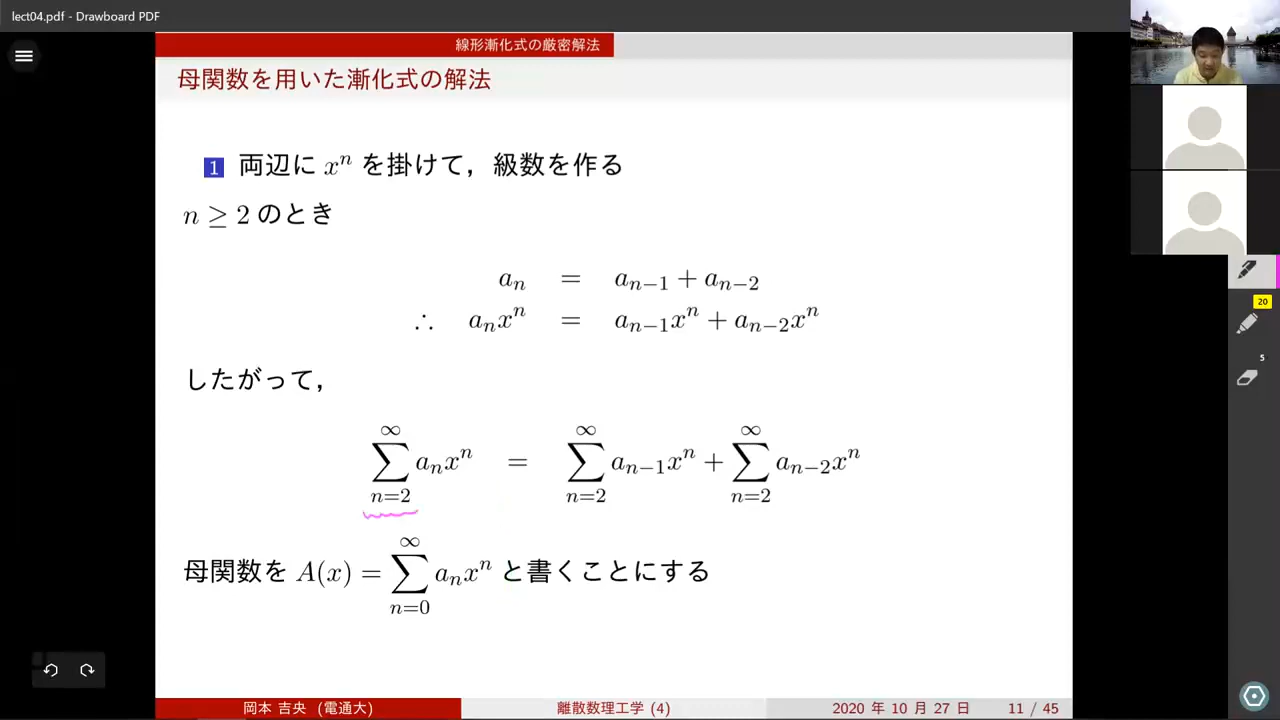 lect04.pdf - Drawboard PDF
線形漸化式の厳密解法
母関数を用いた漸化式の解法
1 両辺に xⁿ を掛けて，級数を作る
n ≥ 2 のとき
aₙ = aₙ₋₁ + aₙ₋₂
∴ aₙxⁿ = aₙ₋₁xⁿ + aₙ₋₂xⁿ
したがって，
∑_{n=2}^{∞} aₙxⁿ = ∑_{n=2}^{∞} aₙ₋₁xⁿ + ∑_{n=2}^{∞} aₙ₋₂xⁿ
母関数を A(x) = ∑_{n=0}^{∞} aₙxⁿ と書くことにする
岡本 吉央 (電通大) 離散数理工学 (4) 2020 年 10 月 27 日 11 / 45
20
5